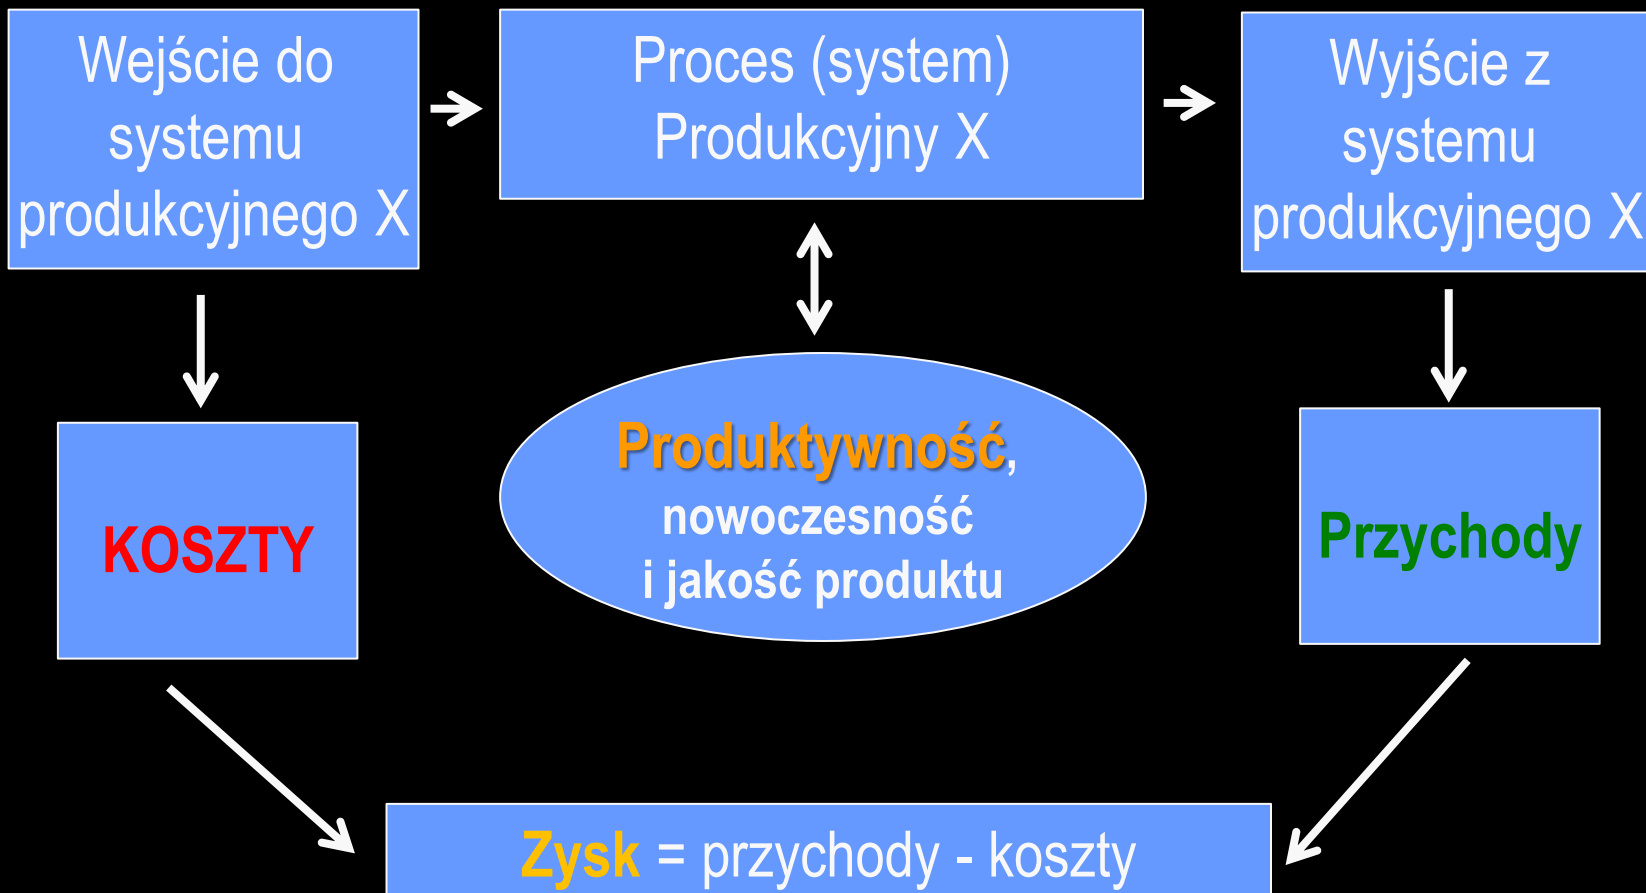 Wejście do
systemu
produkcyjnego X
Proces (system)
Produkcyjny X
Wyjście z
systemu
produkcyjnego X
KOSZTY
Produktywność,
nowoczesność
i jakość produktu
Przychody
Zysk = przychody - koszty